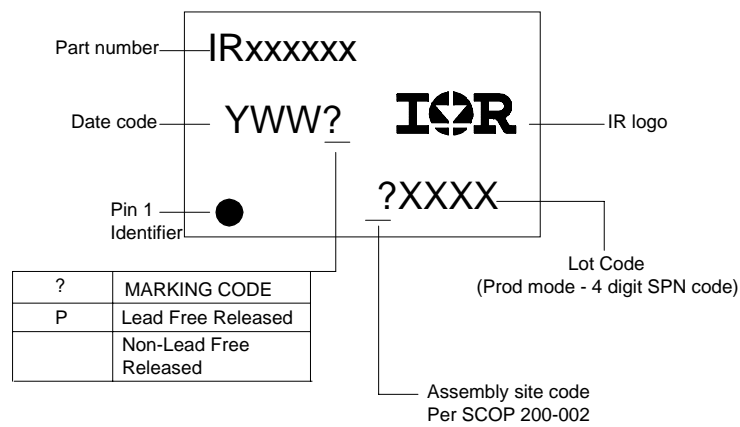 Part number
IRxxxxxx
Date code
YWW?
IOR
IR logo
Pin 1
Identifier
?XXXX
Lot Code
(Prod mode - 4 digit SPN code)
? MARKING CODE
P Lead Free Released
Non-Lead Free
Released
Assembly site code
Per SCOP 200-002